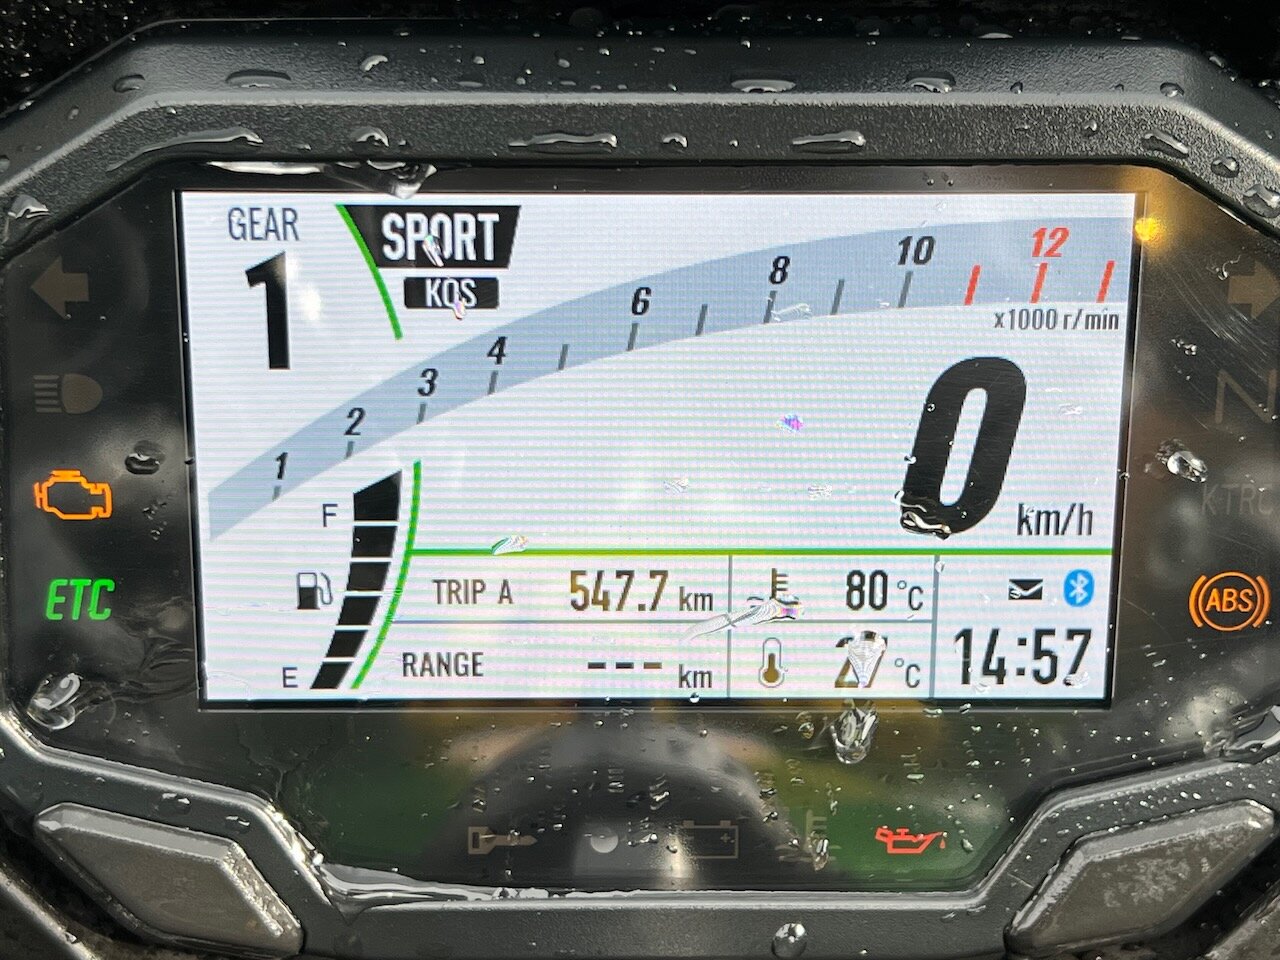 GEAR
1
SPORT
KQS
1
2
3
4
6
8
10
12
x1000 r/min
0
km/h
F
E
TRIP A 547.7 km
80 °C
RANGE --- km
°C
14:57
ETC
K-TRC
ABS